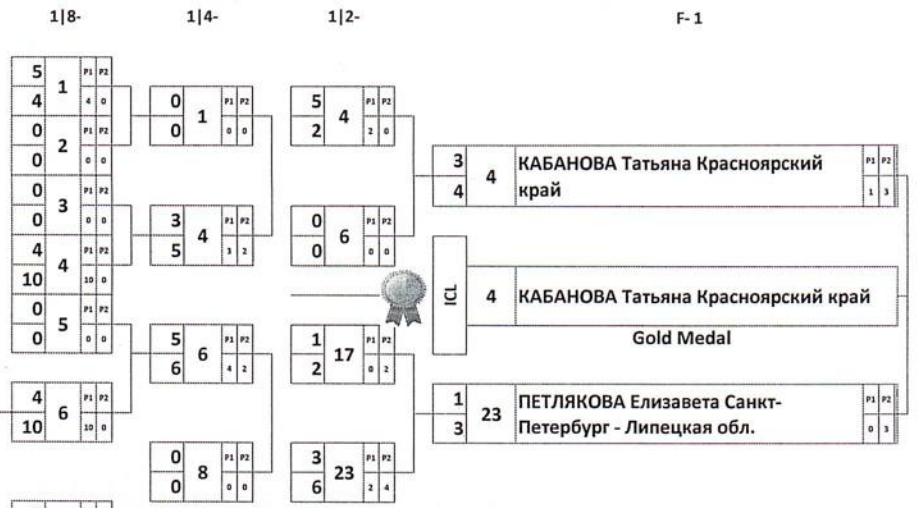 1|8- 1|4- 1|2- F- 1
5 4 1 P1 P2 4 0
0 0 2 P1 P2 0 0
0 0 3 P1 P2 0 0
4 10 4 P1 P2 10 0
0 0 5 P1 P2 0 0
4 10 6 P1 P2 10 0
0 0 1 P1 P2 0 0
3 5 4 P1 P2 3 2
5 6 6 P1 P2 4 2
0 0 8 P1 P2 0 0
5 2 4 P1 P2 2 0
0 0 6 P1 P2 0 0
1 2 17 P1 P2 0 2
3 6 23 P1 P2 2 4
3 4 4 КАБАНОВА Татьяна Красноярский
край P1 P2 1 3
ICL 4 КАБАНОВА Татьяна Красноярский край
Gold Medal
1 3 23 ПЕТЛЯКОВА Елизавета Санкт-
Петербург - Липецкая обл. P1 P2 0 3